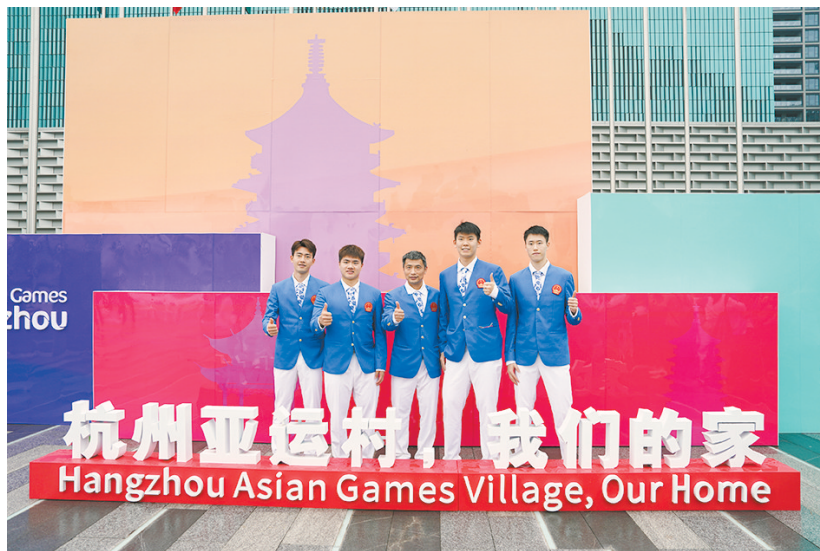 Games
zhou
杭州亚运村，我们的家
Hangzhou Asian Games Village, Our Home